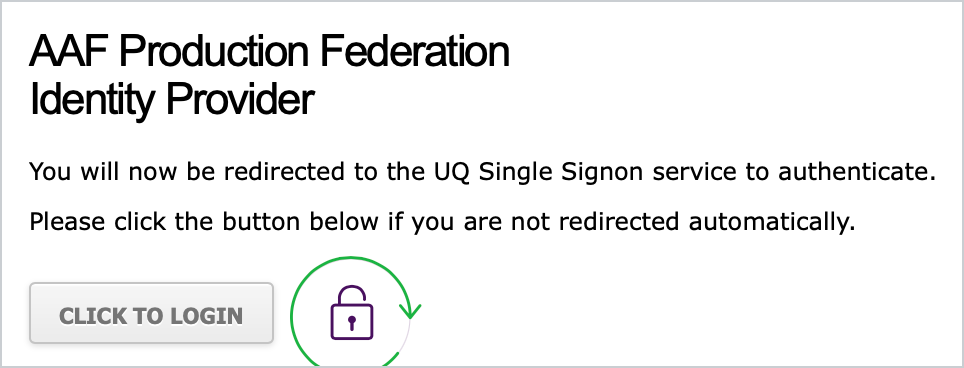 AAF Production Federation
Identity Provider
You will now be redirected to the UQ Single Signon service to authenticate.
Please click the button below if you are not redirected automatically.
CLICK TO LOGIN